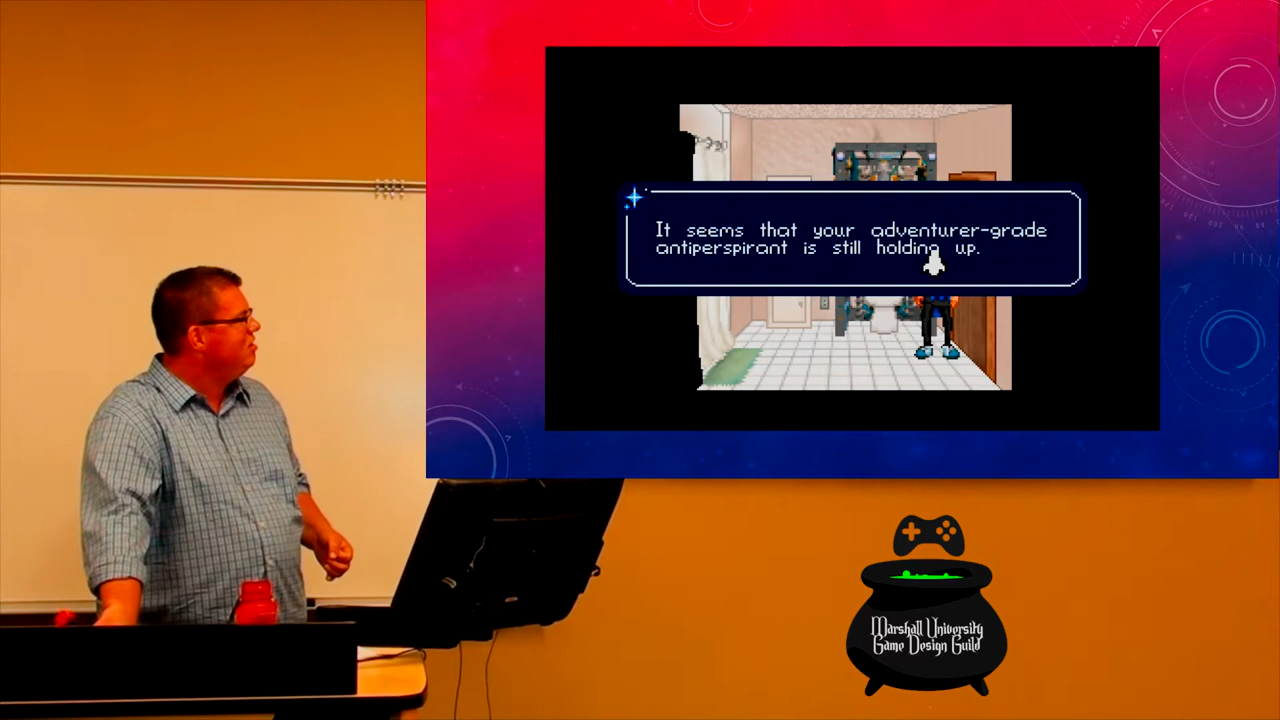 It seems that your adventurer-grade
antiperspirant is still holding up.
Marshall University
Game Design Guild